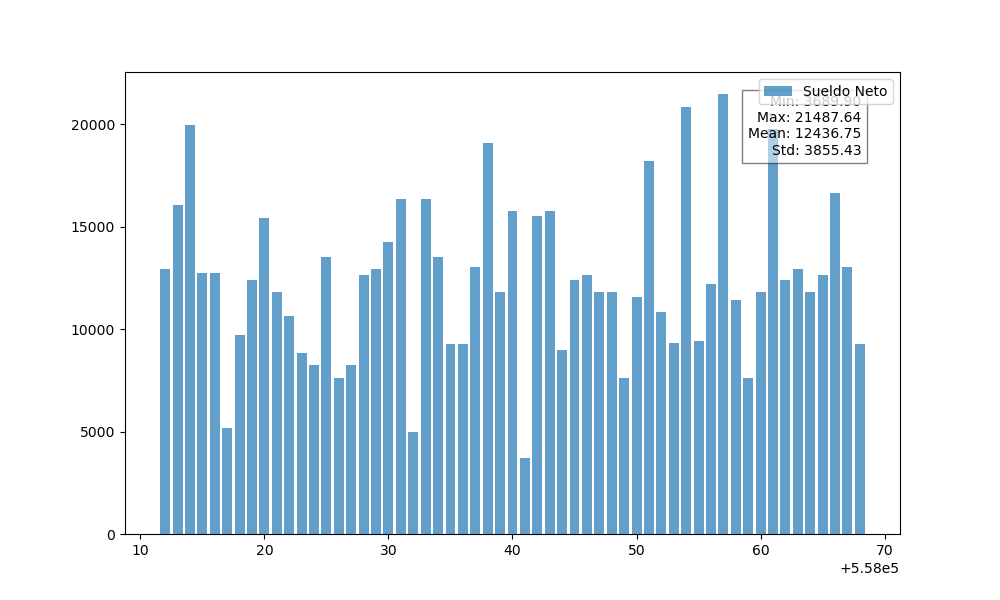 Sueldo Neto
Min: 3689.90
Max: 21487.64
Mean: 12436.75
Std: 3855.43
20000
15000
10000
5000
0
10 20 30 40 50 60 70
+5.58e5